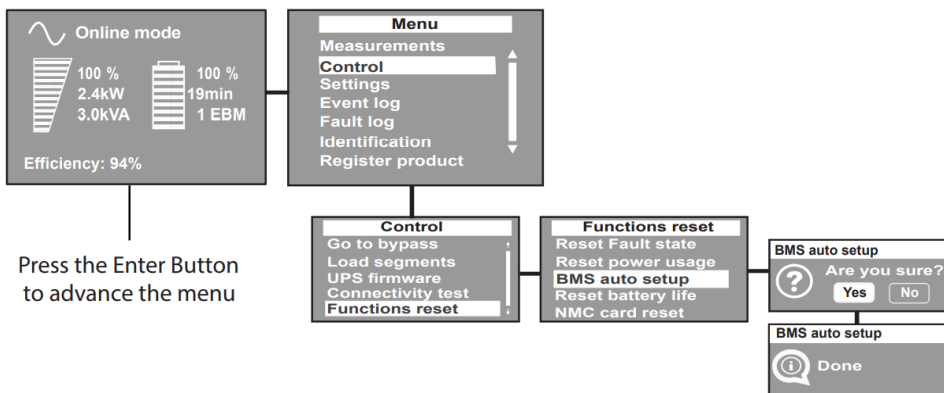 Online mode
100 %
2.4kW
3.0kVA
100 %
19min
1 EBM
Efficiency: 94%
Press the Enter Button
to advance the menu
Menu
Measurements
Control
Settings
Event log
Fault log
Identification
Register product
Control
Go to bypass
Load segments
UPS firmware
Connectivity test
Functions reset
Functions reset
Reset Fault state
Reset power usage
BMS auto setup
Reset battery life
NMC card reset
BMS auto setup
?
Are you sure?
Yes No
BMS auto setup
i
Done